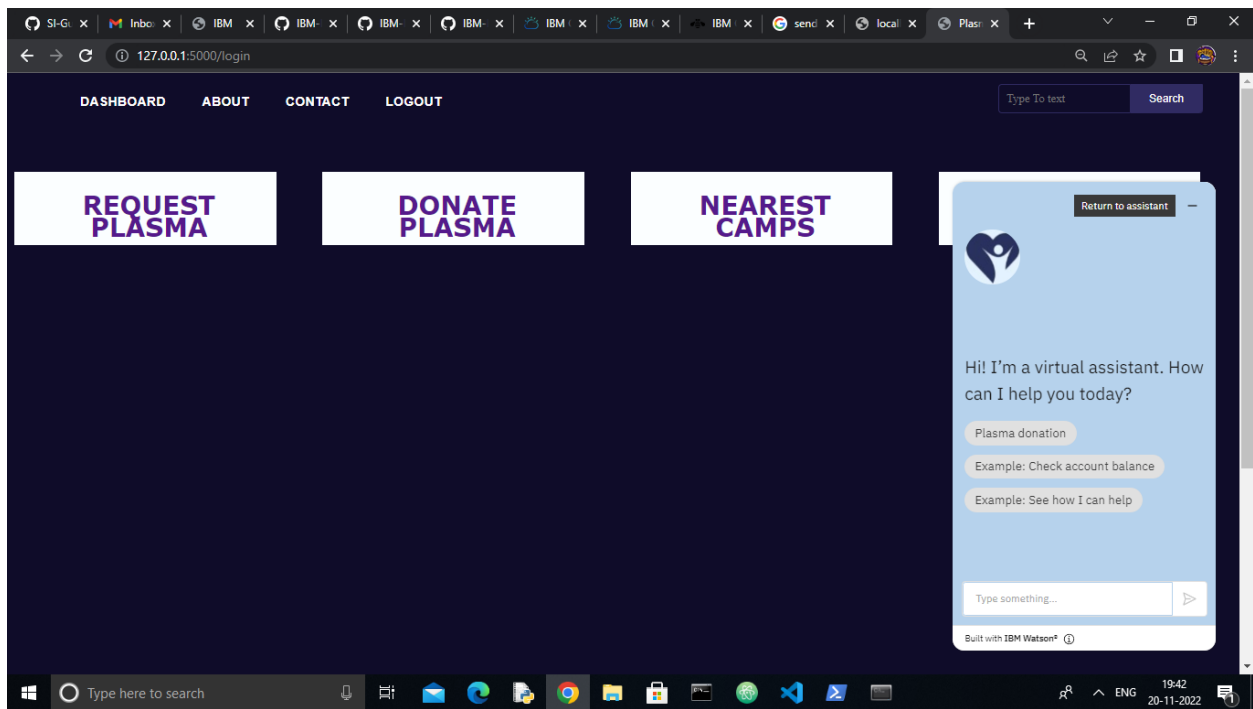 SI-Gu
Inbo
IBM
IBM-
IBM-
IBM-
IBM (
IBM (
IBM
send
local
Plasm
127.0.0.1:5000/login
DASHBOARD
ABOUT
CONTACT
LOGOUT
Type To text
Search
REQUEST
PLASMA
DONATE
PLASMA
NEAREST
CAMPS
Return to assistant
Hi! I'm a virtual assistant. How
can I help you today?
Plasma donation
Example: Check account balance
Example: See how I can help
Type something...
Built with IBM Watson®
Type here to search
ENG
19:42
20-11-2022
1